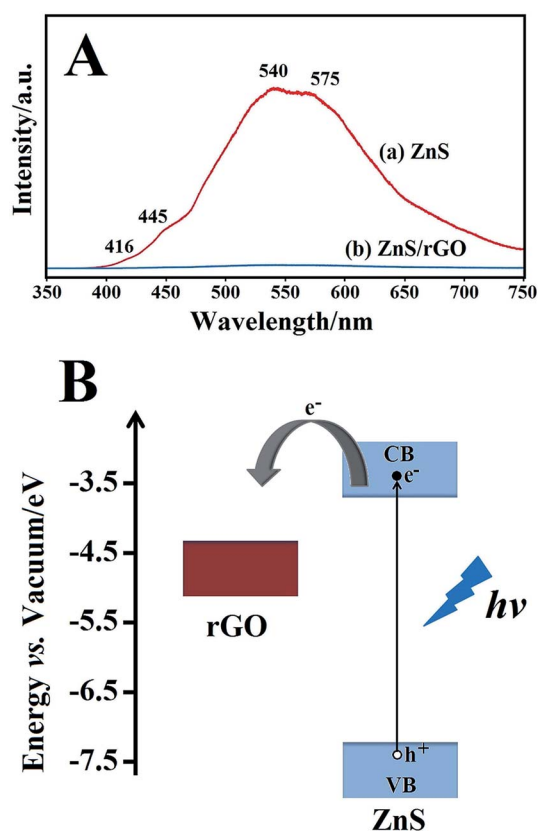 A
540
575
(a) ZnS
445
416
(b) ZnS/rGO
Intensity/a.u.
350 400 450 500 550 600 650 700 750
Wavelength/nm
B
e⁻
CB
e⁻
-3.5
-4.5
-5.5
-6.5
-7.5
Energy vs. Vacuum/eV
rGO
hν
h⁺
VB
ZnS